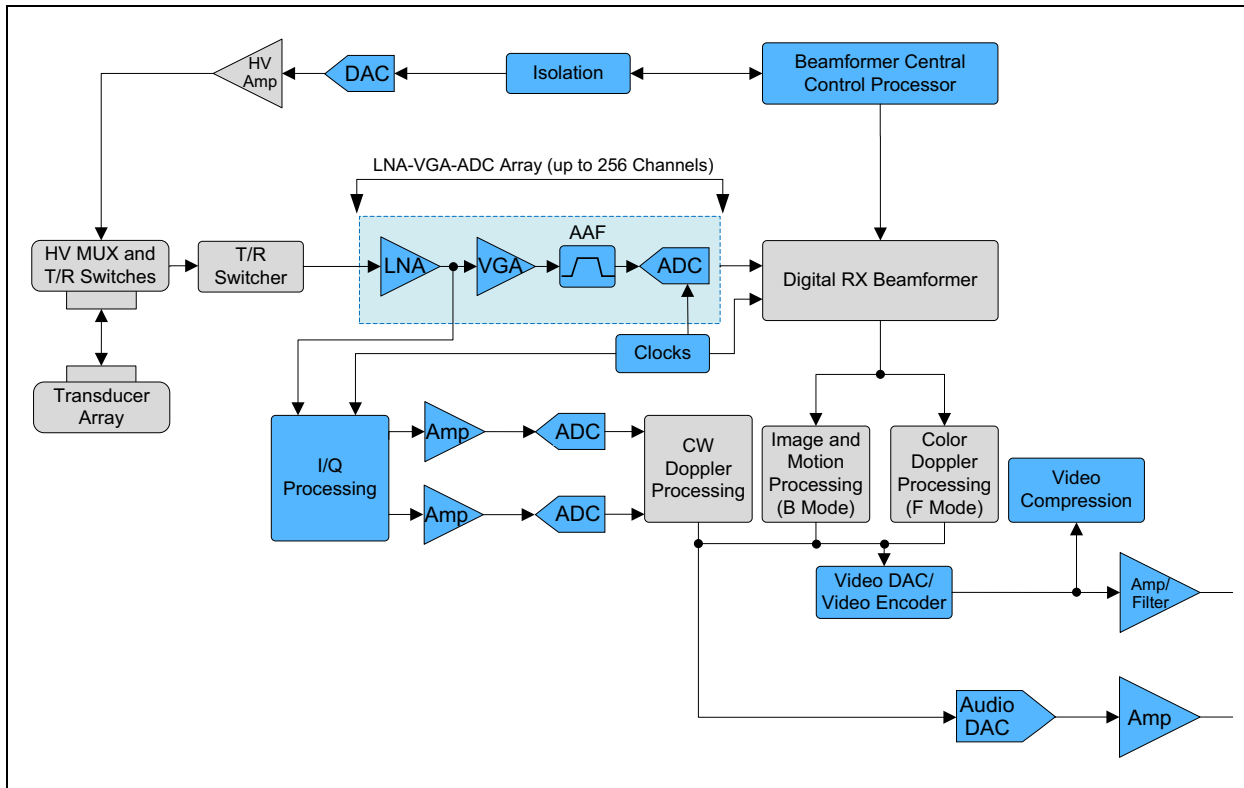 HV
Amp
DAC
Isolation
Beamformer Central
Control Processor
LNA-VGA-ADC Array (up to 256 Channels)
HV MUX and
T/R Switches
T/R
Switcher
LNA
VGA
AAF
ADC
Digital RX Beamformer
Clocks
Transducer
Array
I/Q
Processing
Amp
ADC
Amp
ADC
CW
Doppler
Processing
Image and
Motion
Processing
(B Mode)
Color
Doppler
Processing
(F Mode)
Video
Compression
Video DAC/
Video Encoder
Amp/
Filter
Audio
DAC
Amp